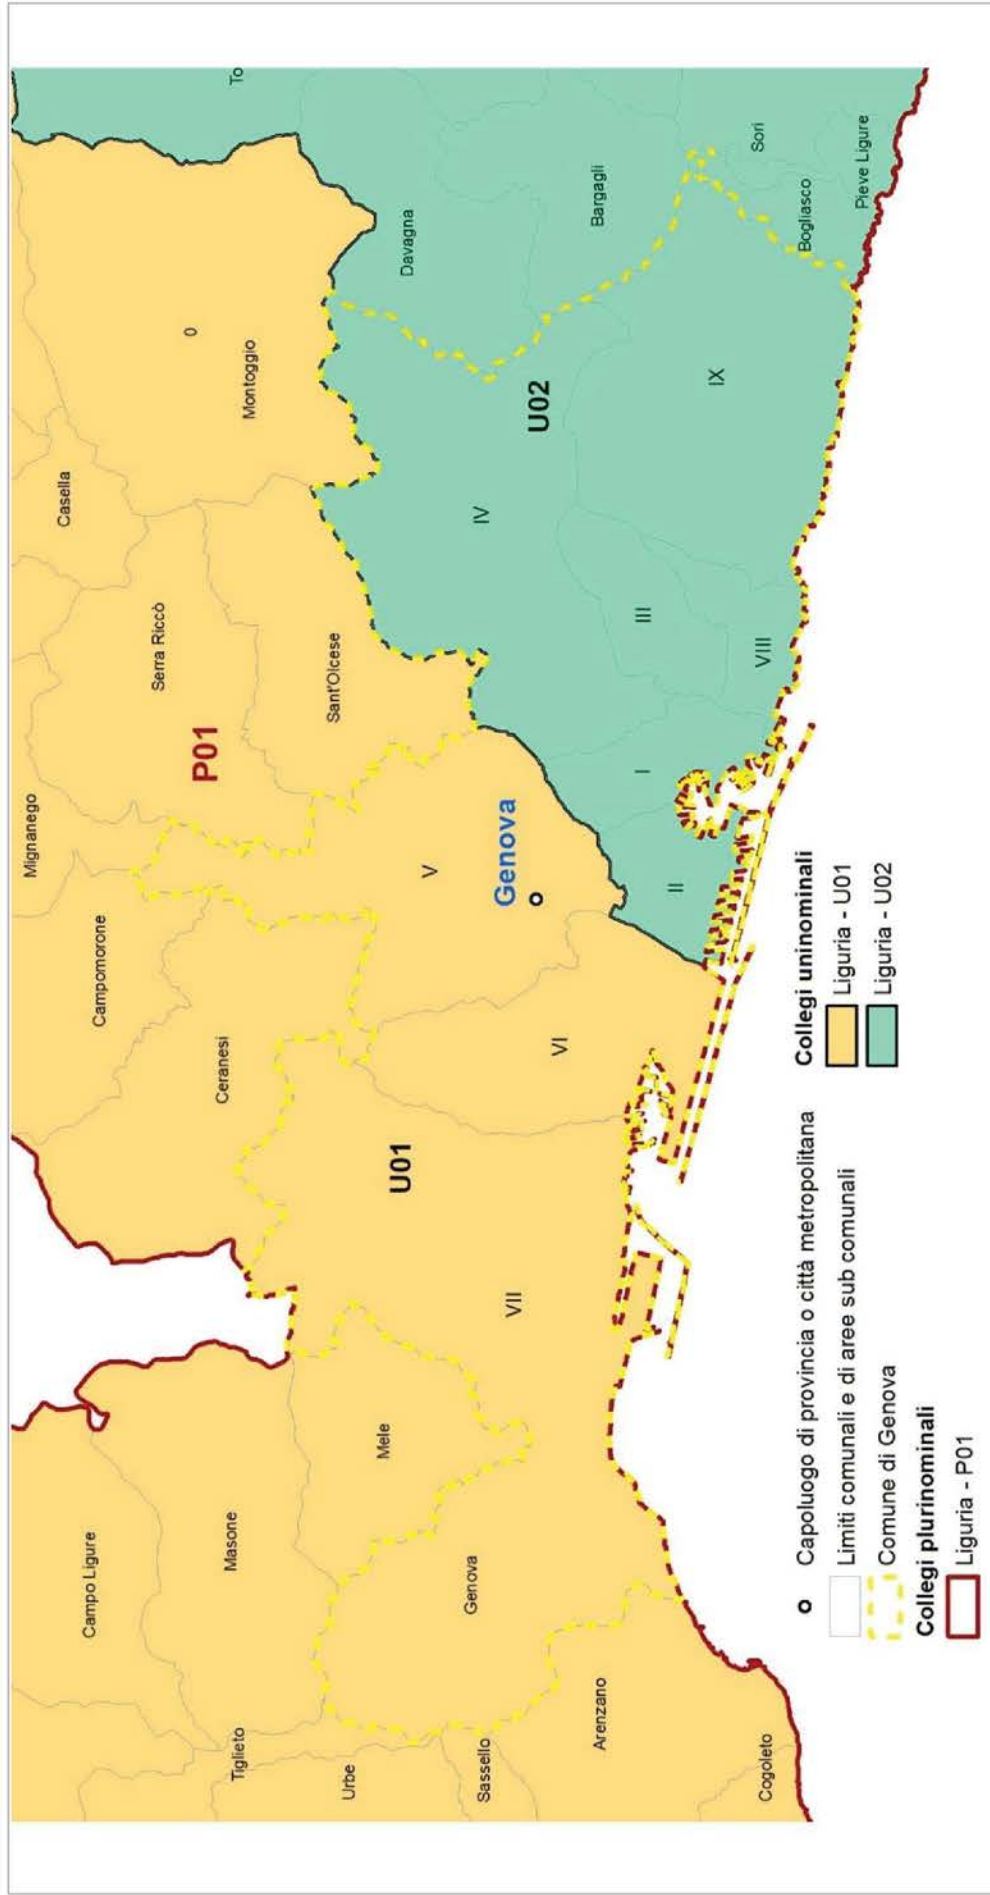 Mignanego
Casella
To
Campomorone
Serra Riccò
0
P01
Montoggio
Ceranesi
Sant'Olcese
Davagna
Campo Ligure
Masone
Mele
U01
V
Genova
IV
U02
Bargagli
Tiglieto
Urbe
Genova
VII
VI
II
I
III
IX
Sori
Sassello
Arenzano
VIII
Bogliasco
Pieve Ligure
Cogoleto
Capoluogo di provincia o città metropolitana
Limiti comunali e di aree sub comunali
Comune di Genova
Collegi plurinominali
Liguria - P01
Collegi uninominali
Liguria - U01
Liguria - U02